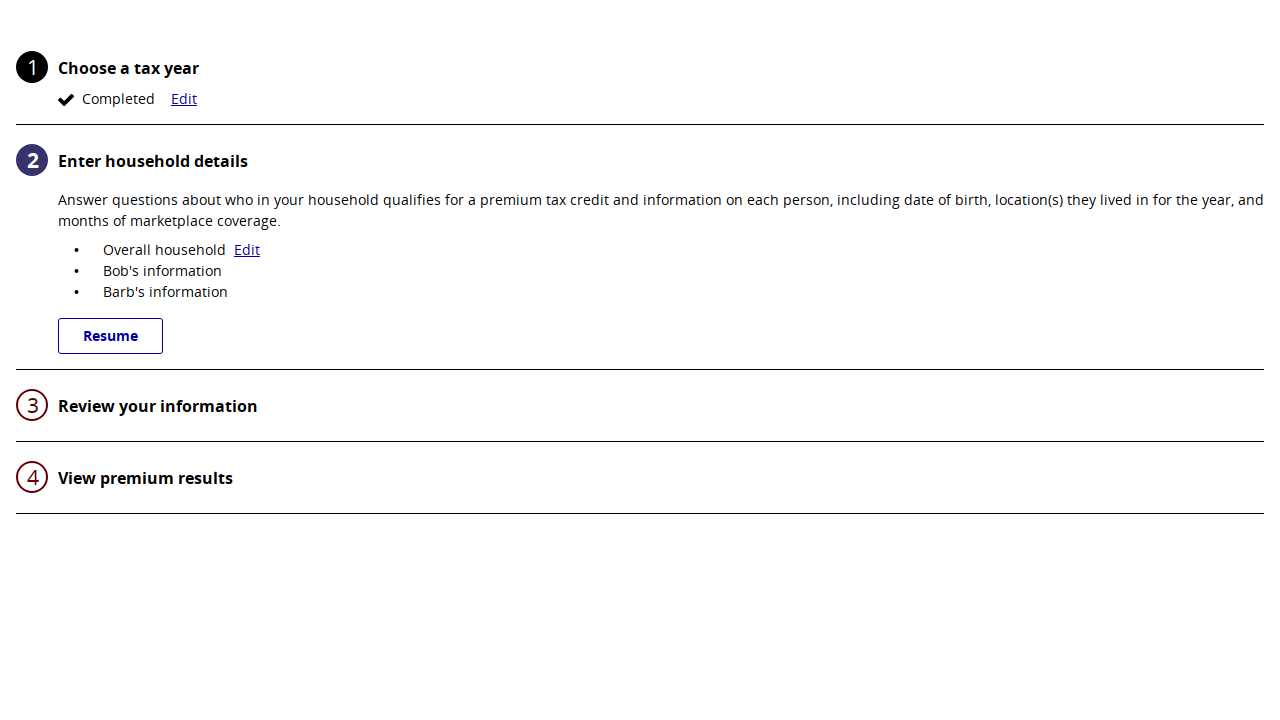 1 Choose a tax year
Completed Edit
2 Enter household details
Answer questions about who in your household qualifies for a premium tax credit and information on each person, including date of birth, location(s) they lived in for the year, and
months of marketplace coverage.
• Overall household Edit
• Bob's information
• Barb's information
Resume
3 Review your information
4 View premium results